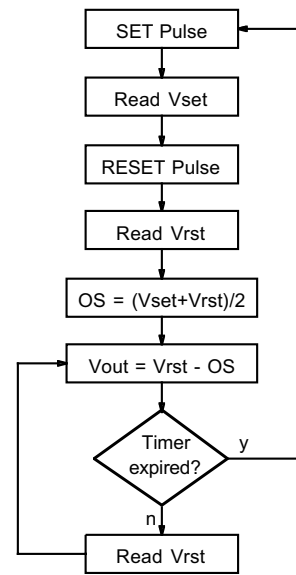 SET Pulse
Read Vset
RESET Pulse
Read Vrst
OS = (Vset+Vrst)/2
Vout = Vrst - OS
Timer
expired?
y
n
Read Vrst